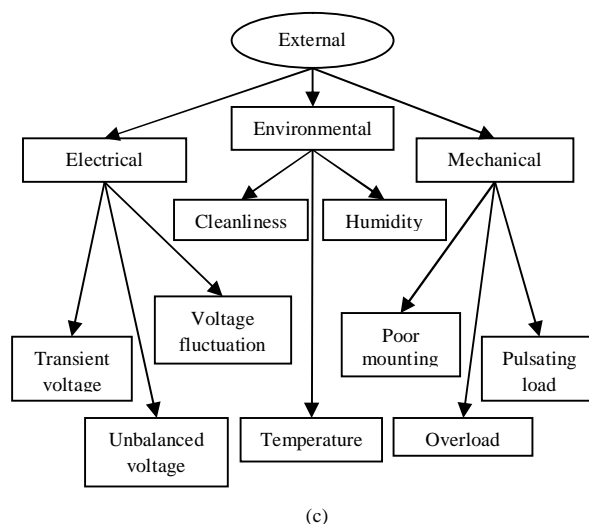 External
Environmental
Electrical
Mechanical
Cleanliness
Humidity
Voltage
fluctuation
Poor
mounting
Transient
voltage
Pulsating
load
Unbalanced
voltage
Temperature
Overload
(c)